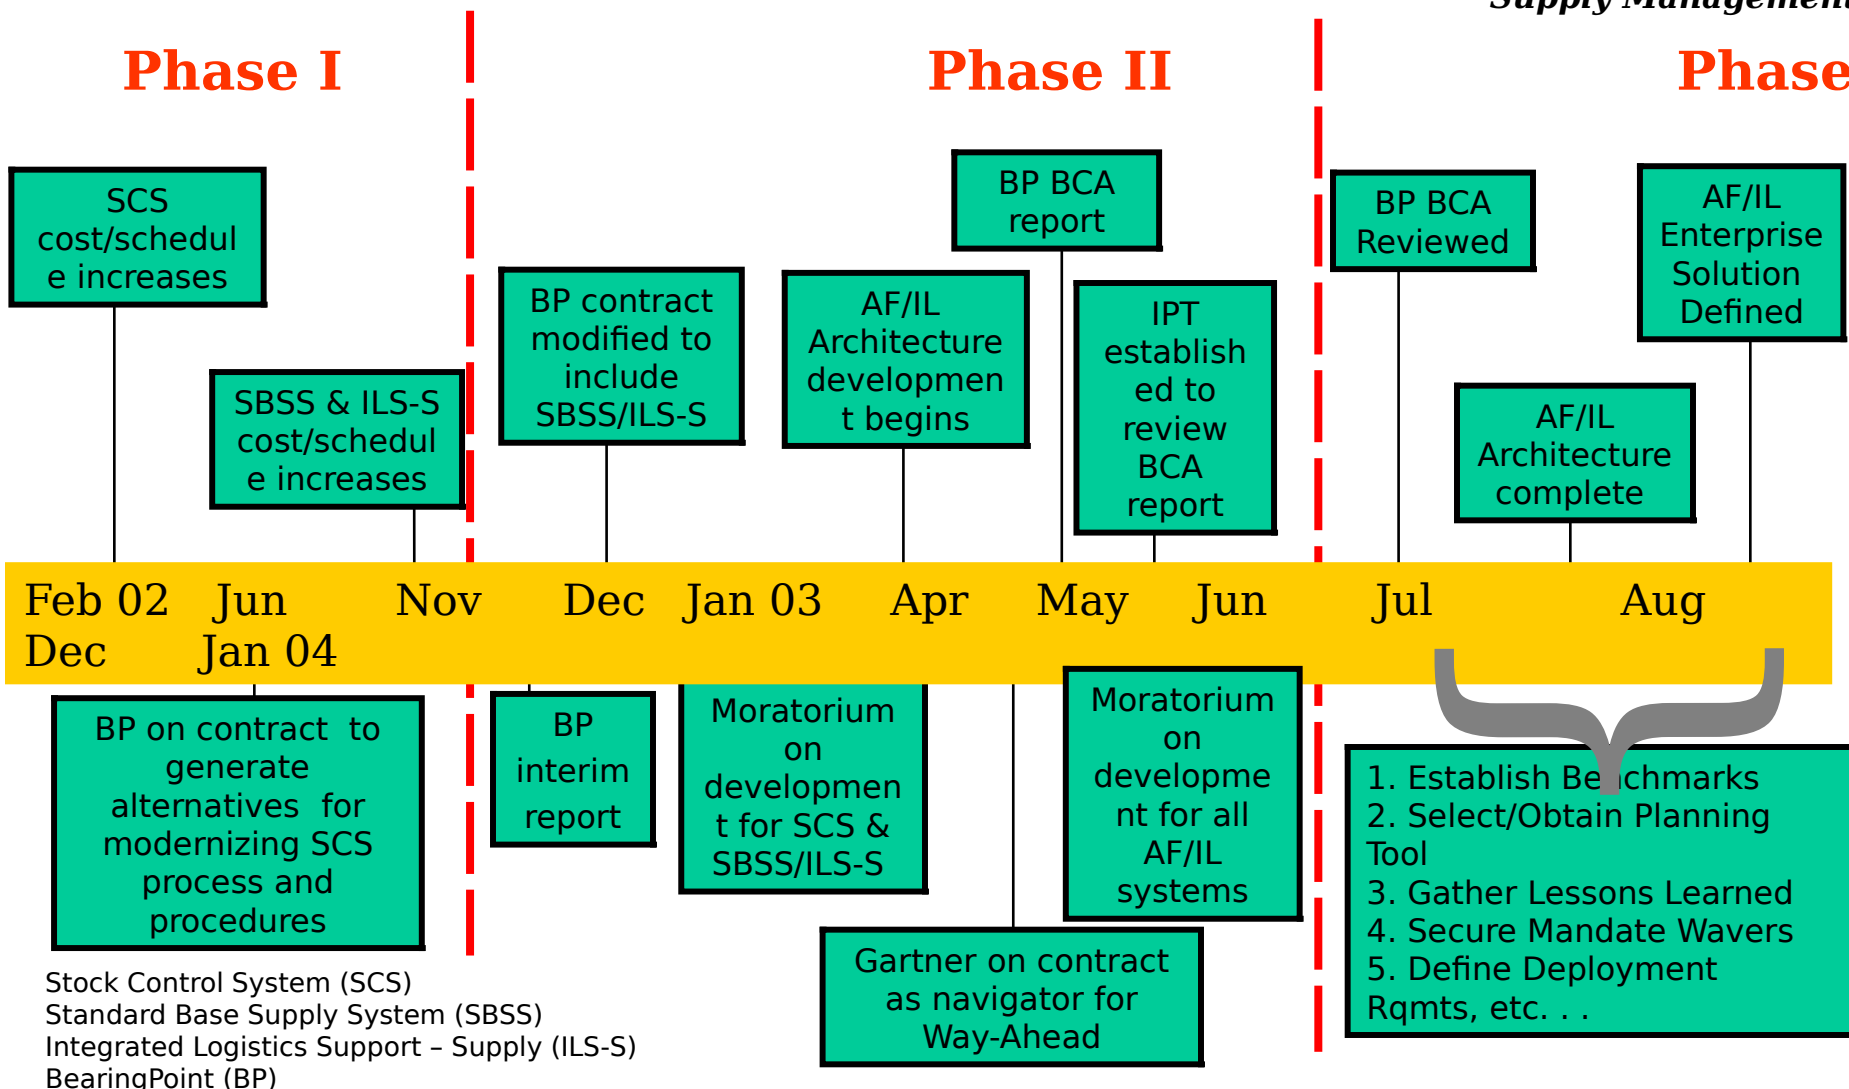 Supply Management
Phase I
Phase II
Phase
SCS
cost/schedul
e increases
SBSS & ILS-S
cost/schedul
e increases
BP contract
modified to
include
SBSS/ILS-S
AF/IL
Architecture
developmen
t begins
BP BCA
report
IPT
establish
ed to
review
BCA
report
BP BCA
Reviewed
AF/IL
Architecture
complete
AF/IL
Enterprise
Solution
Defined
Feb 02 Jun Nov Dec Jan 03 Apr May Jun Jul Aug
Dec Jan 04
BP on contract to
generate
alternatives for
modernizing SCS
process and
procedures
BP
interim
report
Moratorium
on
developmen
t for SCS &
SBSS/ILS-S
Gartner on contract
as navigator for
Way-Ahead
Moratorium
on
developme
nt for all
AF/IL
systems
1. Establish Benchmarks
2. Select/Obtain Planning
Tool
3. Gather Lessons Learned
4. Secure Mandate Wavers
5. Define Deployment
Rqmts, etc. . .
Stock Control System (SCS)
Standard Base Supply System (SBSS)
Integrated Logistics Support – Supply (ILS-S)
BearingPoint (BP)